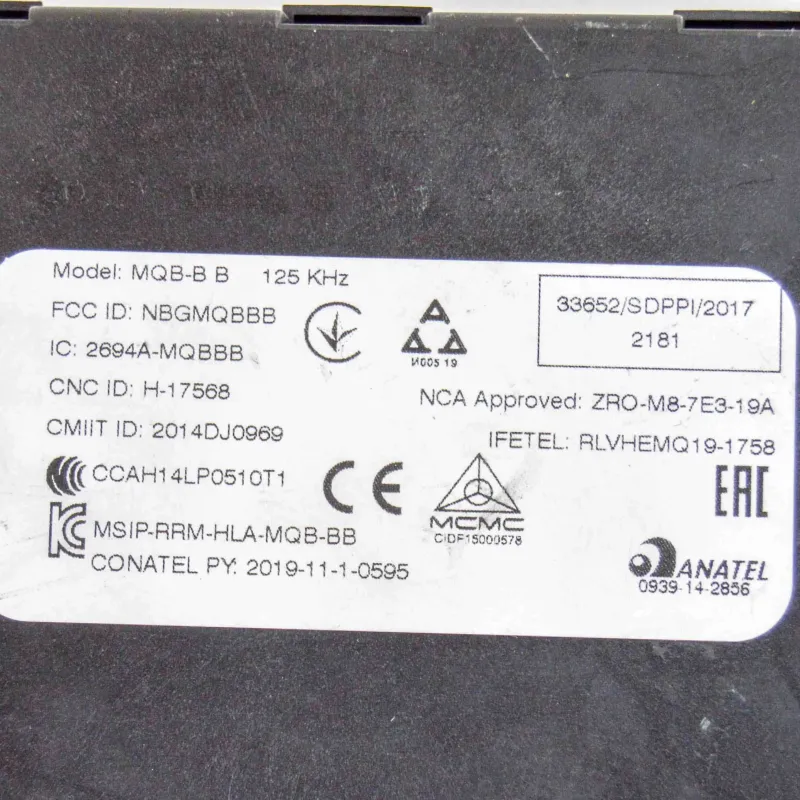 Model: MQB-B B 125 KHz
FCC ID: NBGMQBBB
IC: 2694A-MQBBB
CNC ID: H-17568
CMIIT ID: 2014DJ0969
CCAH14LP0510T1
MSIP-RRM-HLA-MQB-BB
CONATEL PY: 2019-11-1-0595
И005 19
CE
MCMC
CIDF15000578
33652/SDPPI/2017
2181
NCA Approved: ZRO-M8-7E3-19A
IFETEL: RLVHEMQ19-1758
EAC
ANATEL
0939-14-2856